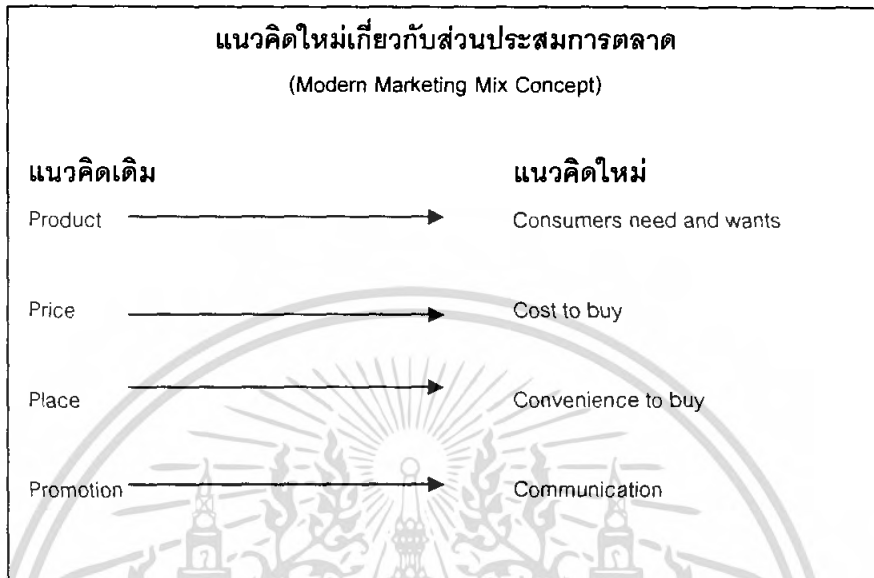 แนวคิดใหม่เกี่ยวกับส่วนประสมการตลาด
(Modern Marketing Mix Concept)
แนวคิดเดิม แนวคิดใหม่
Product Consumers need and wants
Price Cost to buy
Place Convenience to buy
Promotion Communication